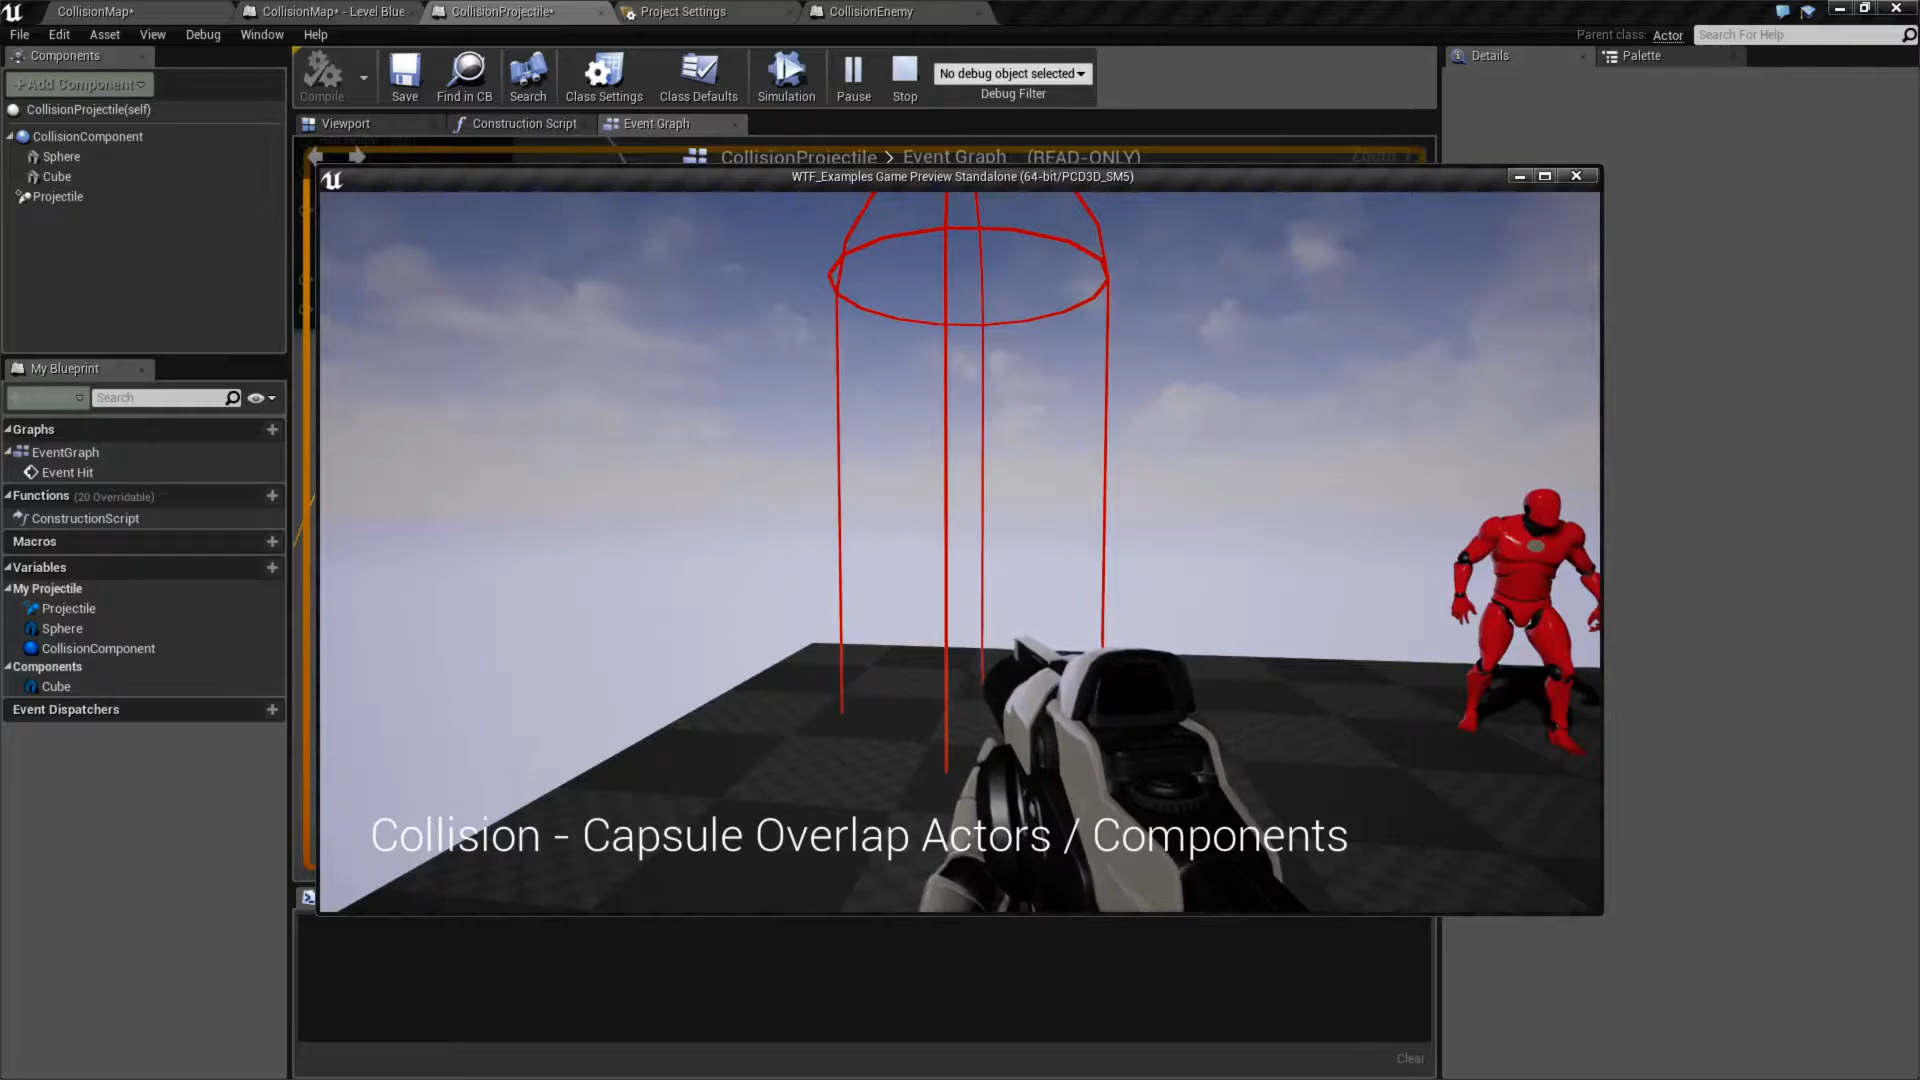 CollisionMap*
CollisionMap* - Level Blue
CollisionProjectile*
Project Settings
CollisionEnemy
File Edit Asset View Debug Window Help
Parent class: Actor
Search For Help
Components
+Add Component
CollisionProjectile(self)
CollisionComponent
Sphere
Cube
Projectile
Compile
Save
Find in CB
Search
Class Settings
Class Defaults
Simulation
Pause
Stop
No debug object selected
Debug Filter
Details
Palette
Viewport
Construction Script
Event Graph
CollisionProjectile > Event Graph (READ-ONLY)
WTF_Examples Game Preview Standalone (64-bit/PCD3D_SM5)
My Blueprint
Search
Graphs
EventGraph
Event Hit
Functions (20 Overridable)
ConstructionScript
Macros
Variables
My Projectile
Projectile
Sphere
CollisionComponent
Components
Cube
Event Dispatchers
Collision - Capsule Overlap Actors / Components
Clear